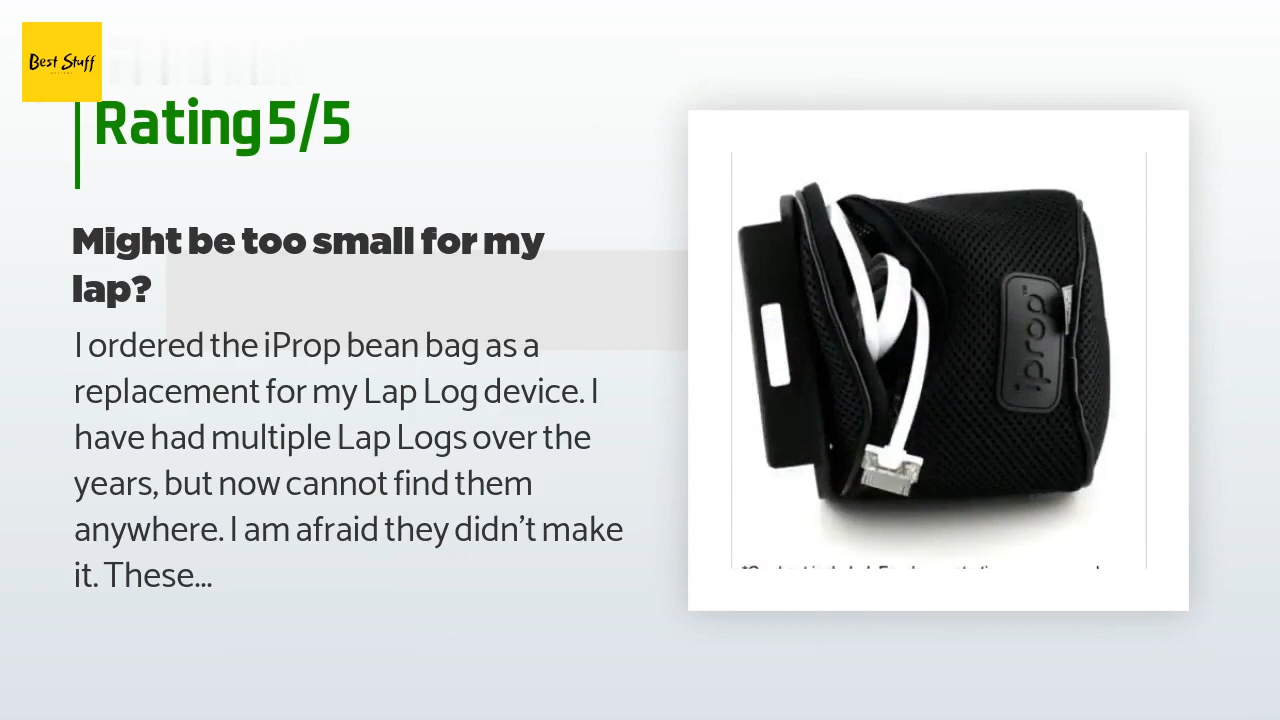 Best Stuff
Rating 5/5
Might be too small for my
lap?
I ordered the iProp bean bag as a
replacement for my Lap Log device. I
have had multiple Lap Logs over the
years, but now cannot find them
anywhere. I am afraid they didn’t make
it. These...
iprop™